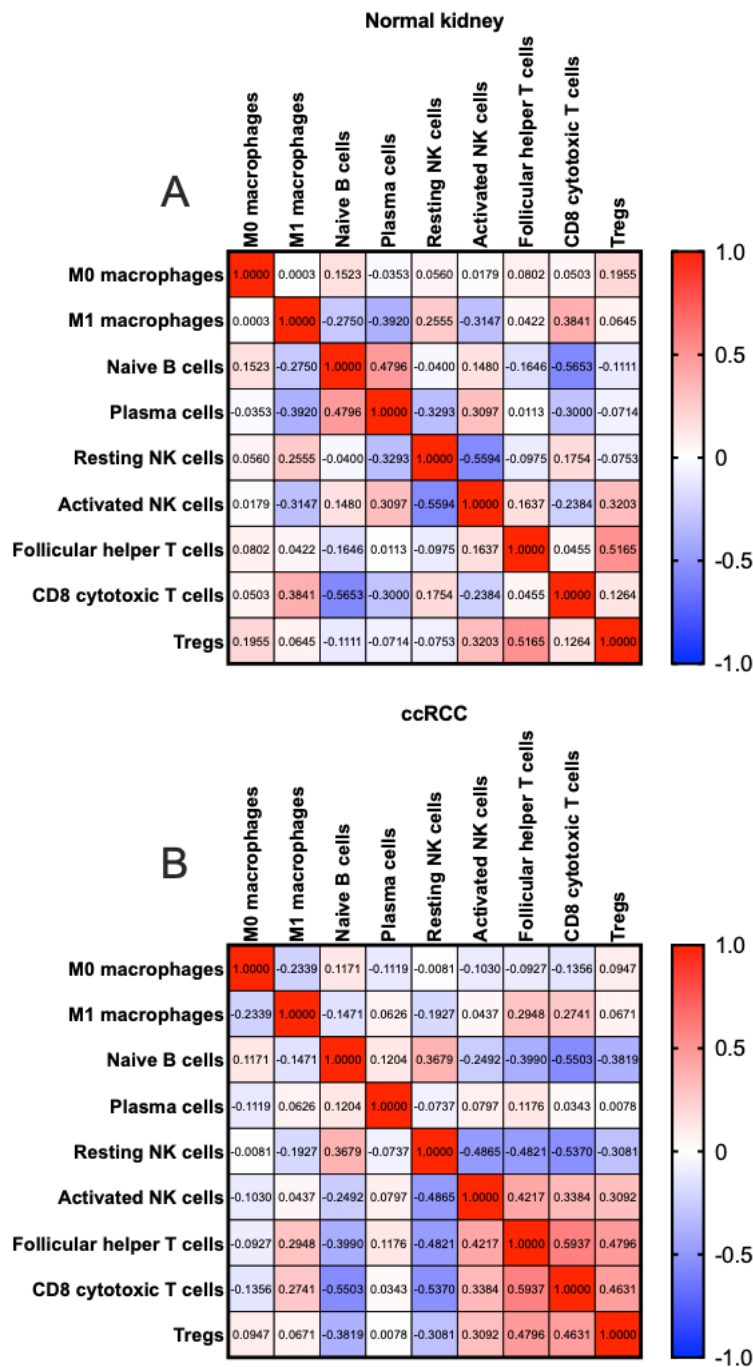 Normal kidney
A
M0 macrophages
M1 macrophages
Naive B cells
Plasma cells
Resting NK cells
Activated NK cells
Follicular helper T cells
CD8 cytotoxic T cells
Tregs
M0 macrophages 1.0000 0.0003 0.1523 -0.0353 0.0560 0.0179 0.0802 0.0503 0.1955
M1 macrophages 0.0003 1.0000 -0.2750 -0.3920 0.2555 -0.3147 0.0422 0.3841 0.0645
Naive B cells 0.1523 -0.2750 1.0000 0.4796 -0.0400 0.1480 -0.1646 -0.5653 -0.1111
Plasma cells -0.0353 -0.3920 0.4796 1.0000 -0.3293 0.3097 0.0113 -0.3000 -0.0714
Resting NK cells 0.0560 0.2555 -0.0400 -0.3293 1.0000 -0.5594 -0.0975 0.1754 -0.0753
Activated NK cells 0.0179 -0.3147 0.1480 0.3097 -0.5594 1.0000 0.1637 -0.2384 0.3203
Follicular helper T cells 0.0802 0.0422 -0.1646 0.0113 -0.0975 0.1637 1.0000 0.0455 0.5165
CD8 cytotoxic T cells 0.0503 0.3841 -0.5653 -0.3000 0.1754 -0.2384 0.0455 1.0000 0.1264
Tregs 0.1955 0.0645 -0.1111 -0.0714 -0.0753 0.3203 0.5165 0.1264 1.0000
1.0
0.5
0
-0.5
-1.0
ccRCC
B
M0 macrophages
M1 macrophages
Naive B cells
Plasma cells
Resting NK cells
Activated NK cells
Follicular helper T cells
CD8 cytotoxic T cells
Tregs
M0 macrophages 1.0000 -0.2339 0.1171 -0.1119 -0.0081 -0.1030 -0.0927 -0.1356 0.0947
M1 macrophages -0.2339 1.0000 -0.1471 0.0626 -0.1927 0.0437 0.2948 0.2741 0.0671
Naive B cells 0.1171 -0.1471 1.0000 0.1204 0.3679 -0.2492 -0.3990 -0.5503 -0.3819
Plasma cells -0.1119 0.0626 0.1204 1.0000 -0.0737 0.0797 0.1176 0.0343 0.0078
Resting NK cells -0.0081 -0.1927 0.3679 -0.0737 1.0000 -0.4865 -0.4821 -0.5370 -0.3081
Activated NK cells -0.1030 0.0437 -0.2492 0.0797 -0.4865 1.0000 0.4217 0.3384 0.3092
Follicular helper T cells -0.0927 0.2948 -0.3990 0.1176 -0.4821 0.4217 1.0000 0.5937 0.4796
CD8 cytotoxic T cells -0.1356 0.2741 -0.5503 0.0343 -0.5370 0.3384 0.5937 1.0000 0.4631
Tregs 0.0947 0.0671 -0.3819 0.0078 -0.3081 0.3092 0.4796 0.4631 1.0000
1.0
0.5
0
-0.5
-1.0